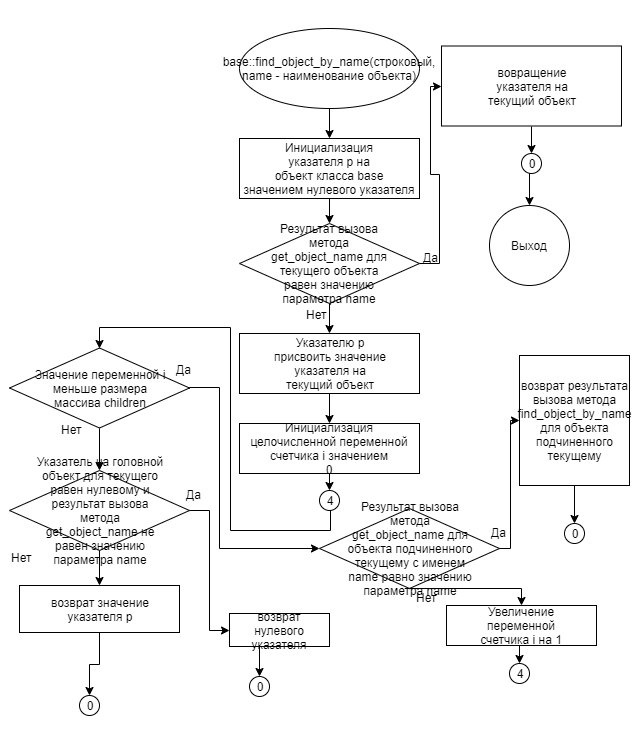 base::find_object_by_name(строковый,
name - наименование объекта)
Инициализация
указателя p на
объект класса base
значением нулевого указателя
Результат вызова
метода
get_object_name для
текущего объекта
равен значению
параметра name
Да
Нет
вовращение
указателя на
текущий объект
0
Выход
Указателю p
присвоить значение
указателя на
текущий объект
Инициализация
целочисленной переменной
счетчика i значением
0
4
Значение переменной i
меньше размера
массива children
Да
Нет
Указатель на головной
объект для текущего
равен нулевому и
результат вызова
метода
get_object_name не
равен значению
параметра name
Да
Нет
возврат значение
указателя p
0
возврат
нулевого
указателя
0
Результат вызова
метода
get_object_name для
объекта подчиненного
текущему с именем
name равно значению
параметра name
Да
Нет
возврат результата
вызова метода
find_object_by_name
для объекта
подчиненного
текущему
0
Увеличение
переменной
счетчика i на 1
4